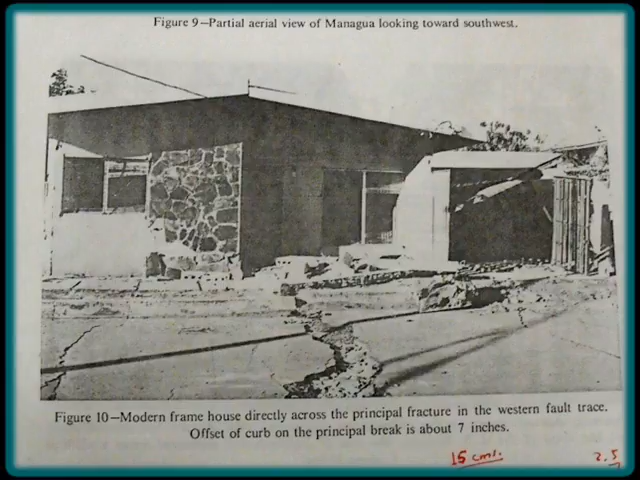 Figure 9—Partial aerial view of Managua looking toward southwest.
Figure 10—Modern frame house directly across the principal fracture in the western fault trace.
Offset of curb on the principal break is about 7 inches.
15 cms.
2.5